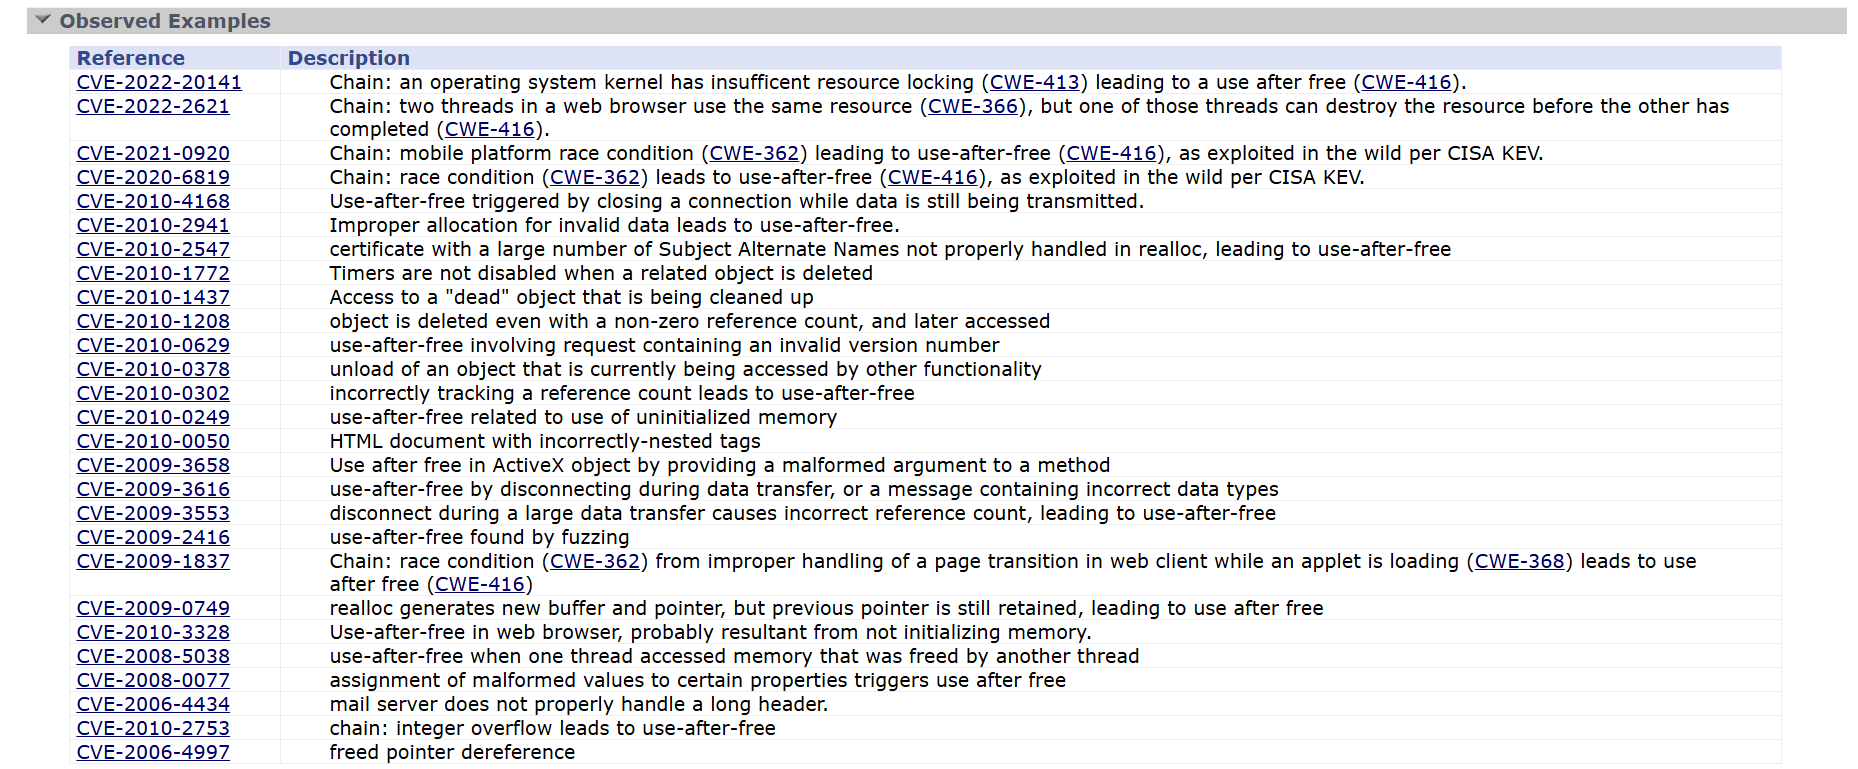 Observed Examples
Reference Description
CVE-2022-20141 Chain: an operating system kernel has insufficent resource locking (CWE-413) leading to a use after free (CWE-416).
CVE-2022-2621 Chain: two threads in a web browser use the same resource (CWE-366), but one of those threads can destroy the resource before the other has
completed (CWE-416).
CVE-2021-0920 Chain: mobile platform race condition (CWE-362) leading to use-after-free (CWE-416), as exploited in the wild per CISA KEV.
CVE-2020-6819 Chain: race condition (CWE-362) leads to use-after-free (CWE-416), as exploited in the wild per CISA KEV.
CVE-2010-4168 Use-after-free triggered by closing a connection while data is still being transmitted.
CVE-2010-2941 Improper allocation for invalid data leads to use-after-free.
CVE-2010-2547 certificate with a large number of Subject Alternate Names not properly handled in realloc, leading to use-after-free
CVE-2010-1772 Timers are not disabled when a related object is deleted
CVE-2010-1437 Access to a "dead" object that is being cleaned up
CVE-2010-1208 object is deleted even with a non-zero reference count, and later accessed
CVE-2010-0629 use-after-free involving request containing an invalid version number
CVE-2010-0378 unload of an object that is currently being accessed by other functionality
CVE-2010-0302 incorrectly tracking a reference count leads to use-after-free
CVE-2010-0249 use-after-free related to use of uninitialized memory
CVE-2010-0050 HTML document with incorrectly-nested tags
CVE-2009-3658 Use after free in ActiveX object by providing a malformed argument to a method
CVE-2009-3616 use-after-free by disconnecting during data transfer, or a message containing incorrect data types
CVE-2009-3553 disconnect during a large data transfer causes incorrect reference count, leading to use-after-free
CVE-2009-2416 use-after-free found by fuzzing
CVE-2009-1837 Chain: race condition (CWE-362) from improper handling of a page transition in web client while an applet is loading (CWE-368) leads to use
after free (CWE-416)
CVE-2009-0749 realloc generates new buffer and pointer, but previous pointer is still retained, leading to use after free
CVE-2010-3328 Use-after-free in web browser, probably resultant from not initializing memory.
CVE-2008-5038 use-after-free when one thread accessed memory that was freed by another thread
CVE-2008-0077 assignment of malformed values to certain properties triggers use after free
CVE-2006-4434 mail server does not properly handle a long header.
CVE-2010-2753 chain: integer overflow leads to use-after-free
CVE-2006-4997 freed pointer dereference